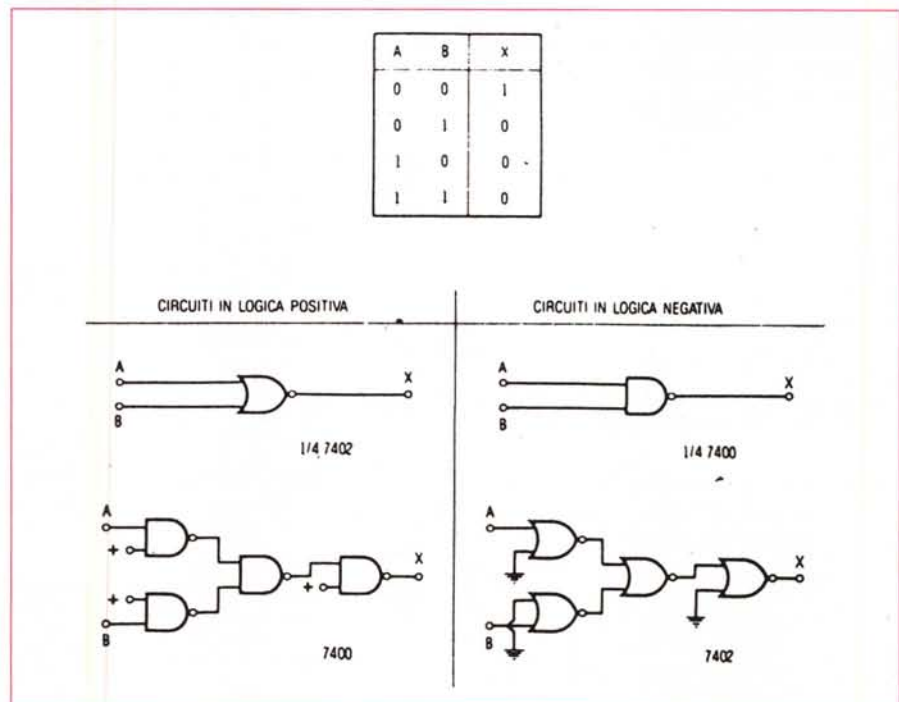 A B X
0 0 1
0 1 0
1 0 0
1 1 0
CIRCUITI IN LOGICA POSITIVA
CIRCUITI IN LOGICA NEGATIVA
A
X
B
1/4 7402
A
X
B
1/4 7400
A
+
X
+
+
B
7400
A
X
B
7402